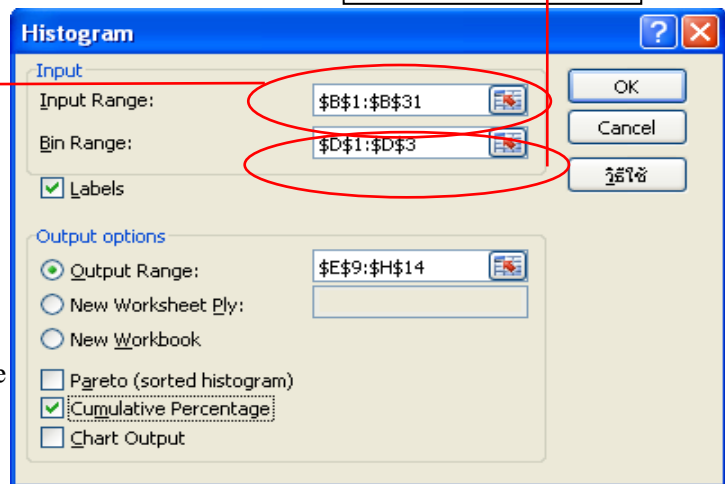 Histogram
Input
Input Range: $B$1:$B$31
Bin Range: $D$1:$D$3
Labels
OK
Cancel
วิธีใช้
Output options
Output Range: $E$9:$H$14
New Worksheet Ply:
New Workbook
Pareto (sorted histogram)
Cumulative Percentage
Chart Output
e